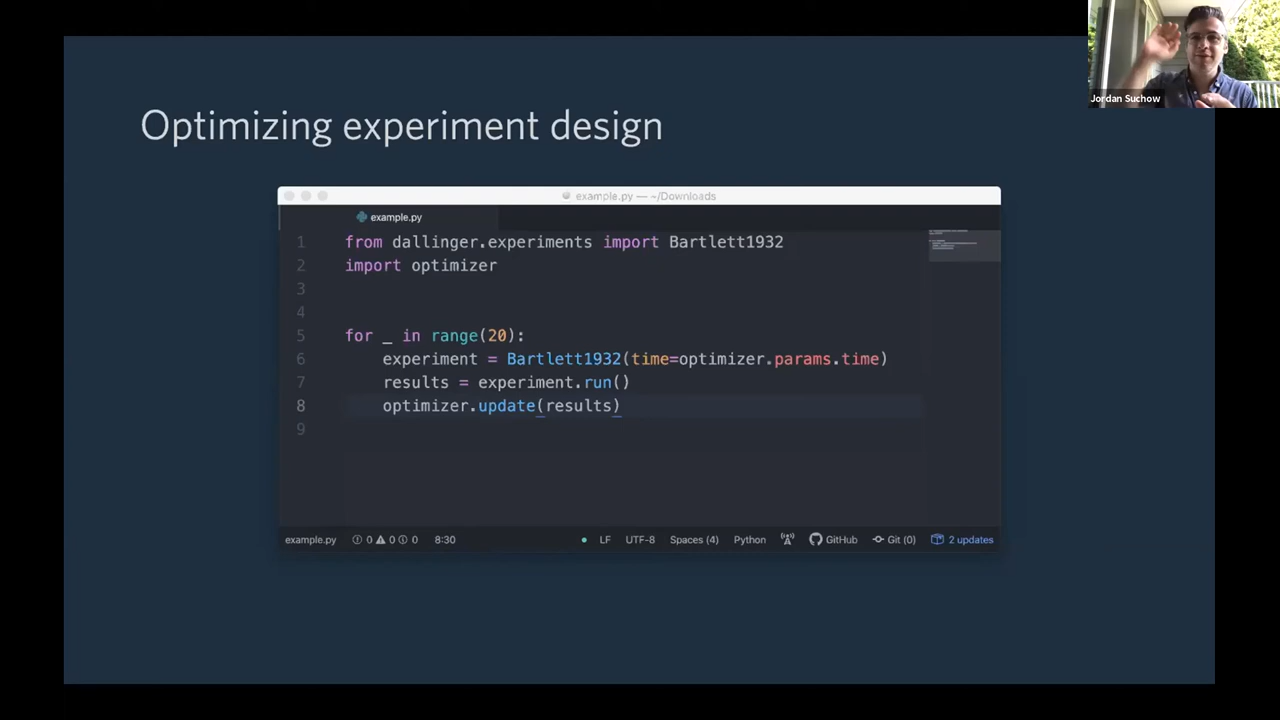 Jordan Suchow
Optimizing experiment design
example.py — ~/Downloads
example.py
1 from dallinger.experiments import Bartlett1932
2 import optimizer
3
4
5 for _ in range(20):
6 experiment = Bartlett1932(time=optimizer.params.time)
7 results = experiment.run()
8 optimizer.update(results)
9
example.py 0 0 0 8:30 LF UTF-8 Spaces (4) Python GitHub Git (0) 2 updates